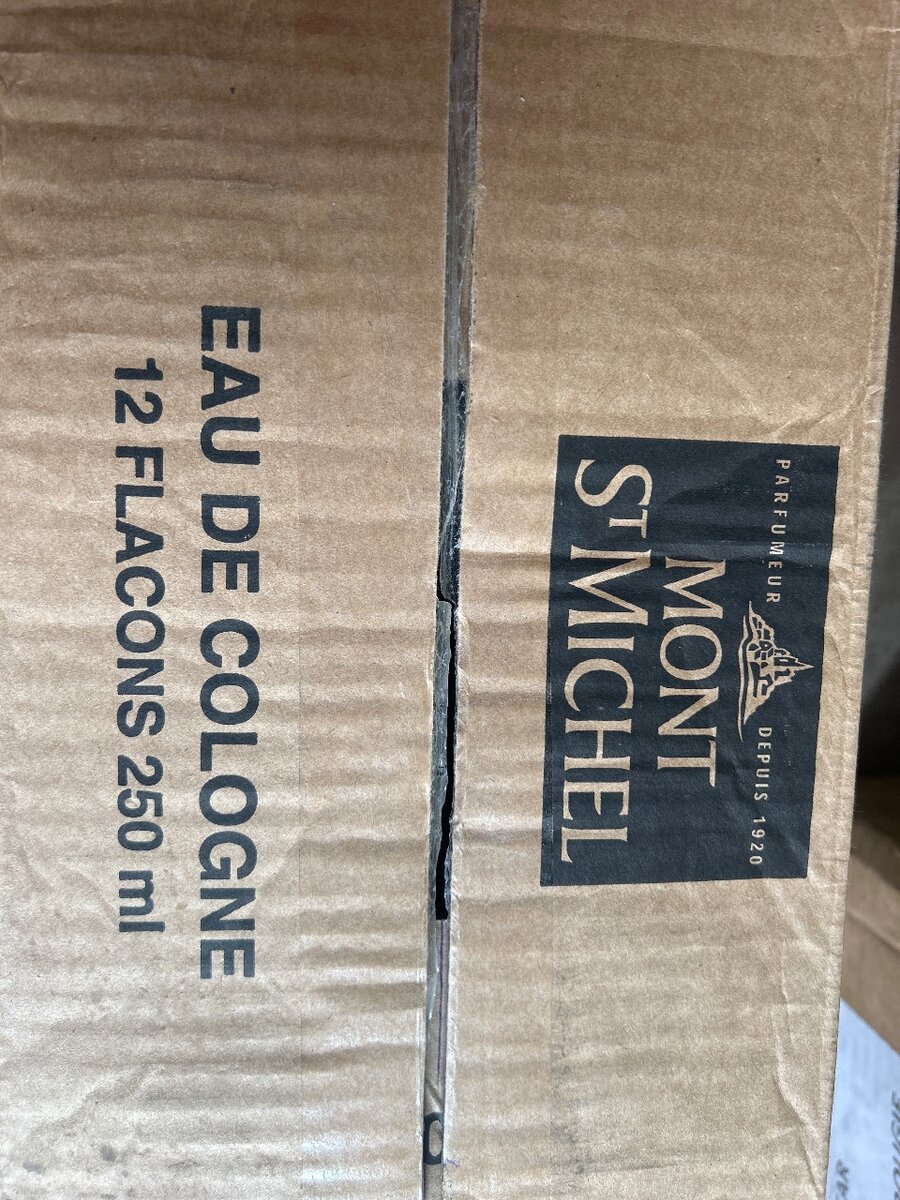 PARFUMEUR DEPUIS 1920
MONT
ST MICHEL
EAU DE COLOGNE
12 FLACONS 250 ml